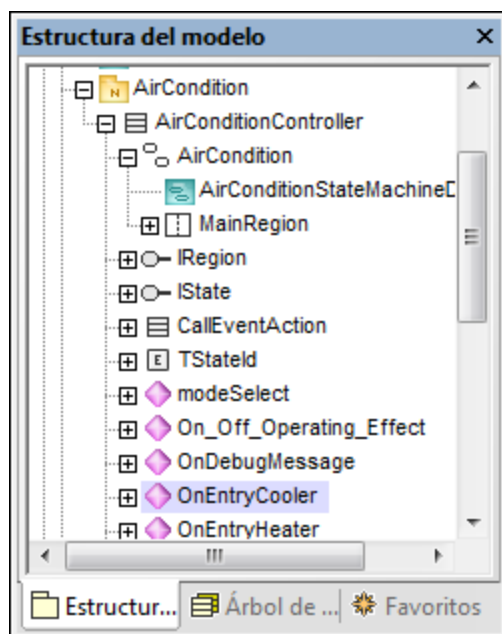 Estructura del modelo
N AirCondition
AirConditionController
AirCondition
AirConditionStateMachineD
MainRegion
IRegion
IState
CallEventAction
E TStateId
modeSelect
On_Off_Operating_Effect
OnDebugMessage
OnEntryCooler
OnEntryHeater
Estructur... Árbol de ... Favoritos